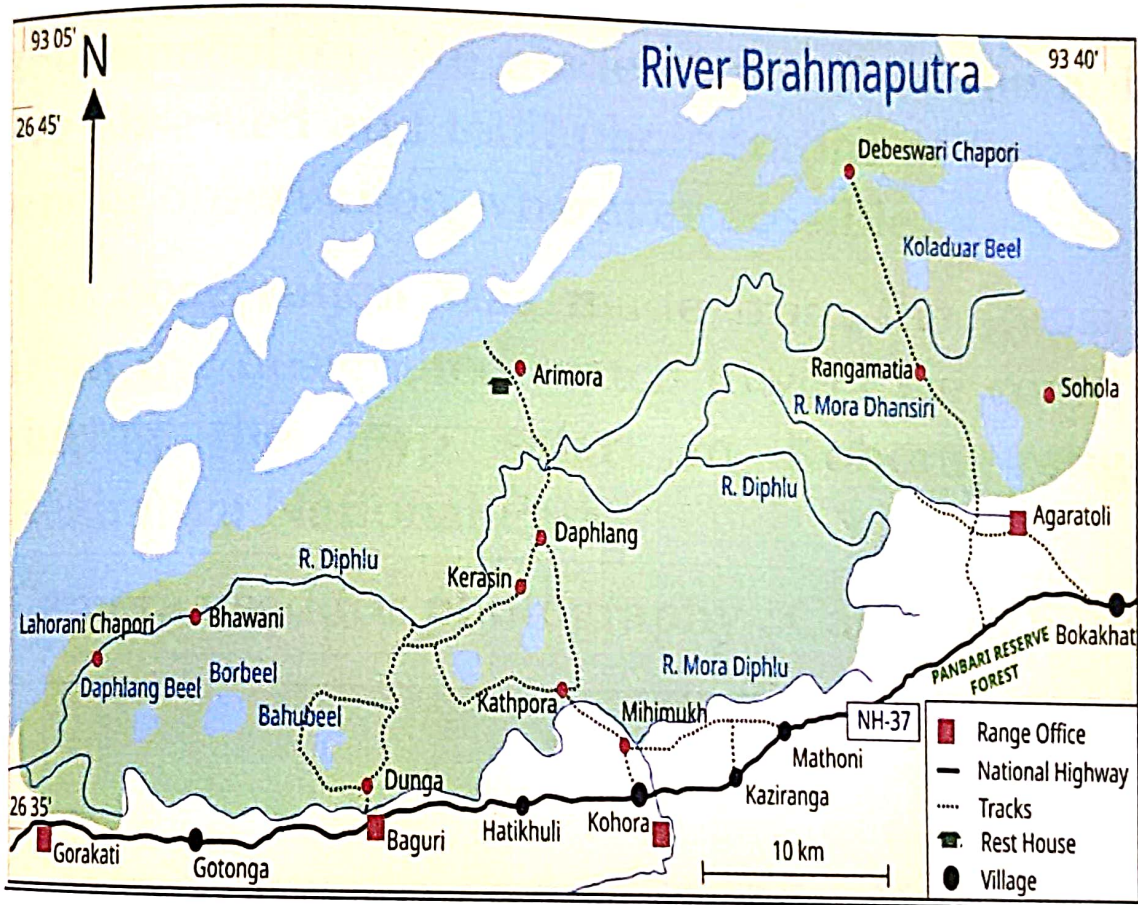 93 05'
N
River Brahmaputra
93 40'
26 45'
Debeswari Chapori
Koladuar Beel
Arimora
Rangamatia
Sohola
R. Mora Dhansiri
R. Diphlu
Agaratoli
Daphlang
R. Diphlu
Kerasin
Lahorani Chapori
Bhawani
Bokakhat
PANBARI RESERVE
FOREST
Daphlang Beel
Borbeel
R. Mora Diphlu
Kathpora
Mihimukh
Bahubeel
NH-37
Mathoni
Dunga
Kaziranga
26 35'
Hatikhuli
Kohora
Baguri
Gorakati
Gotonga
10 km
Range Office
National Highway
Tracks
Rest House
Village